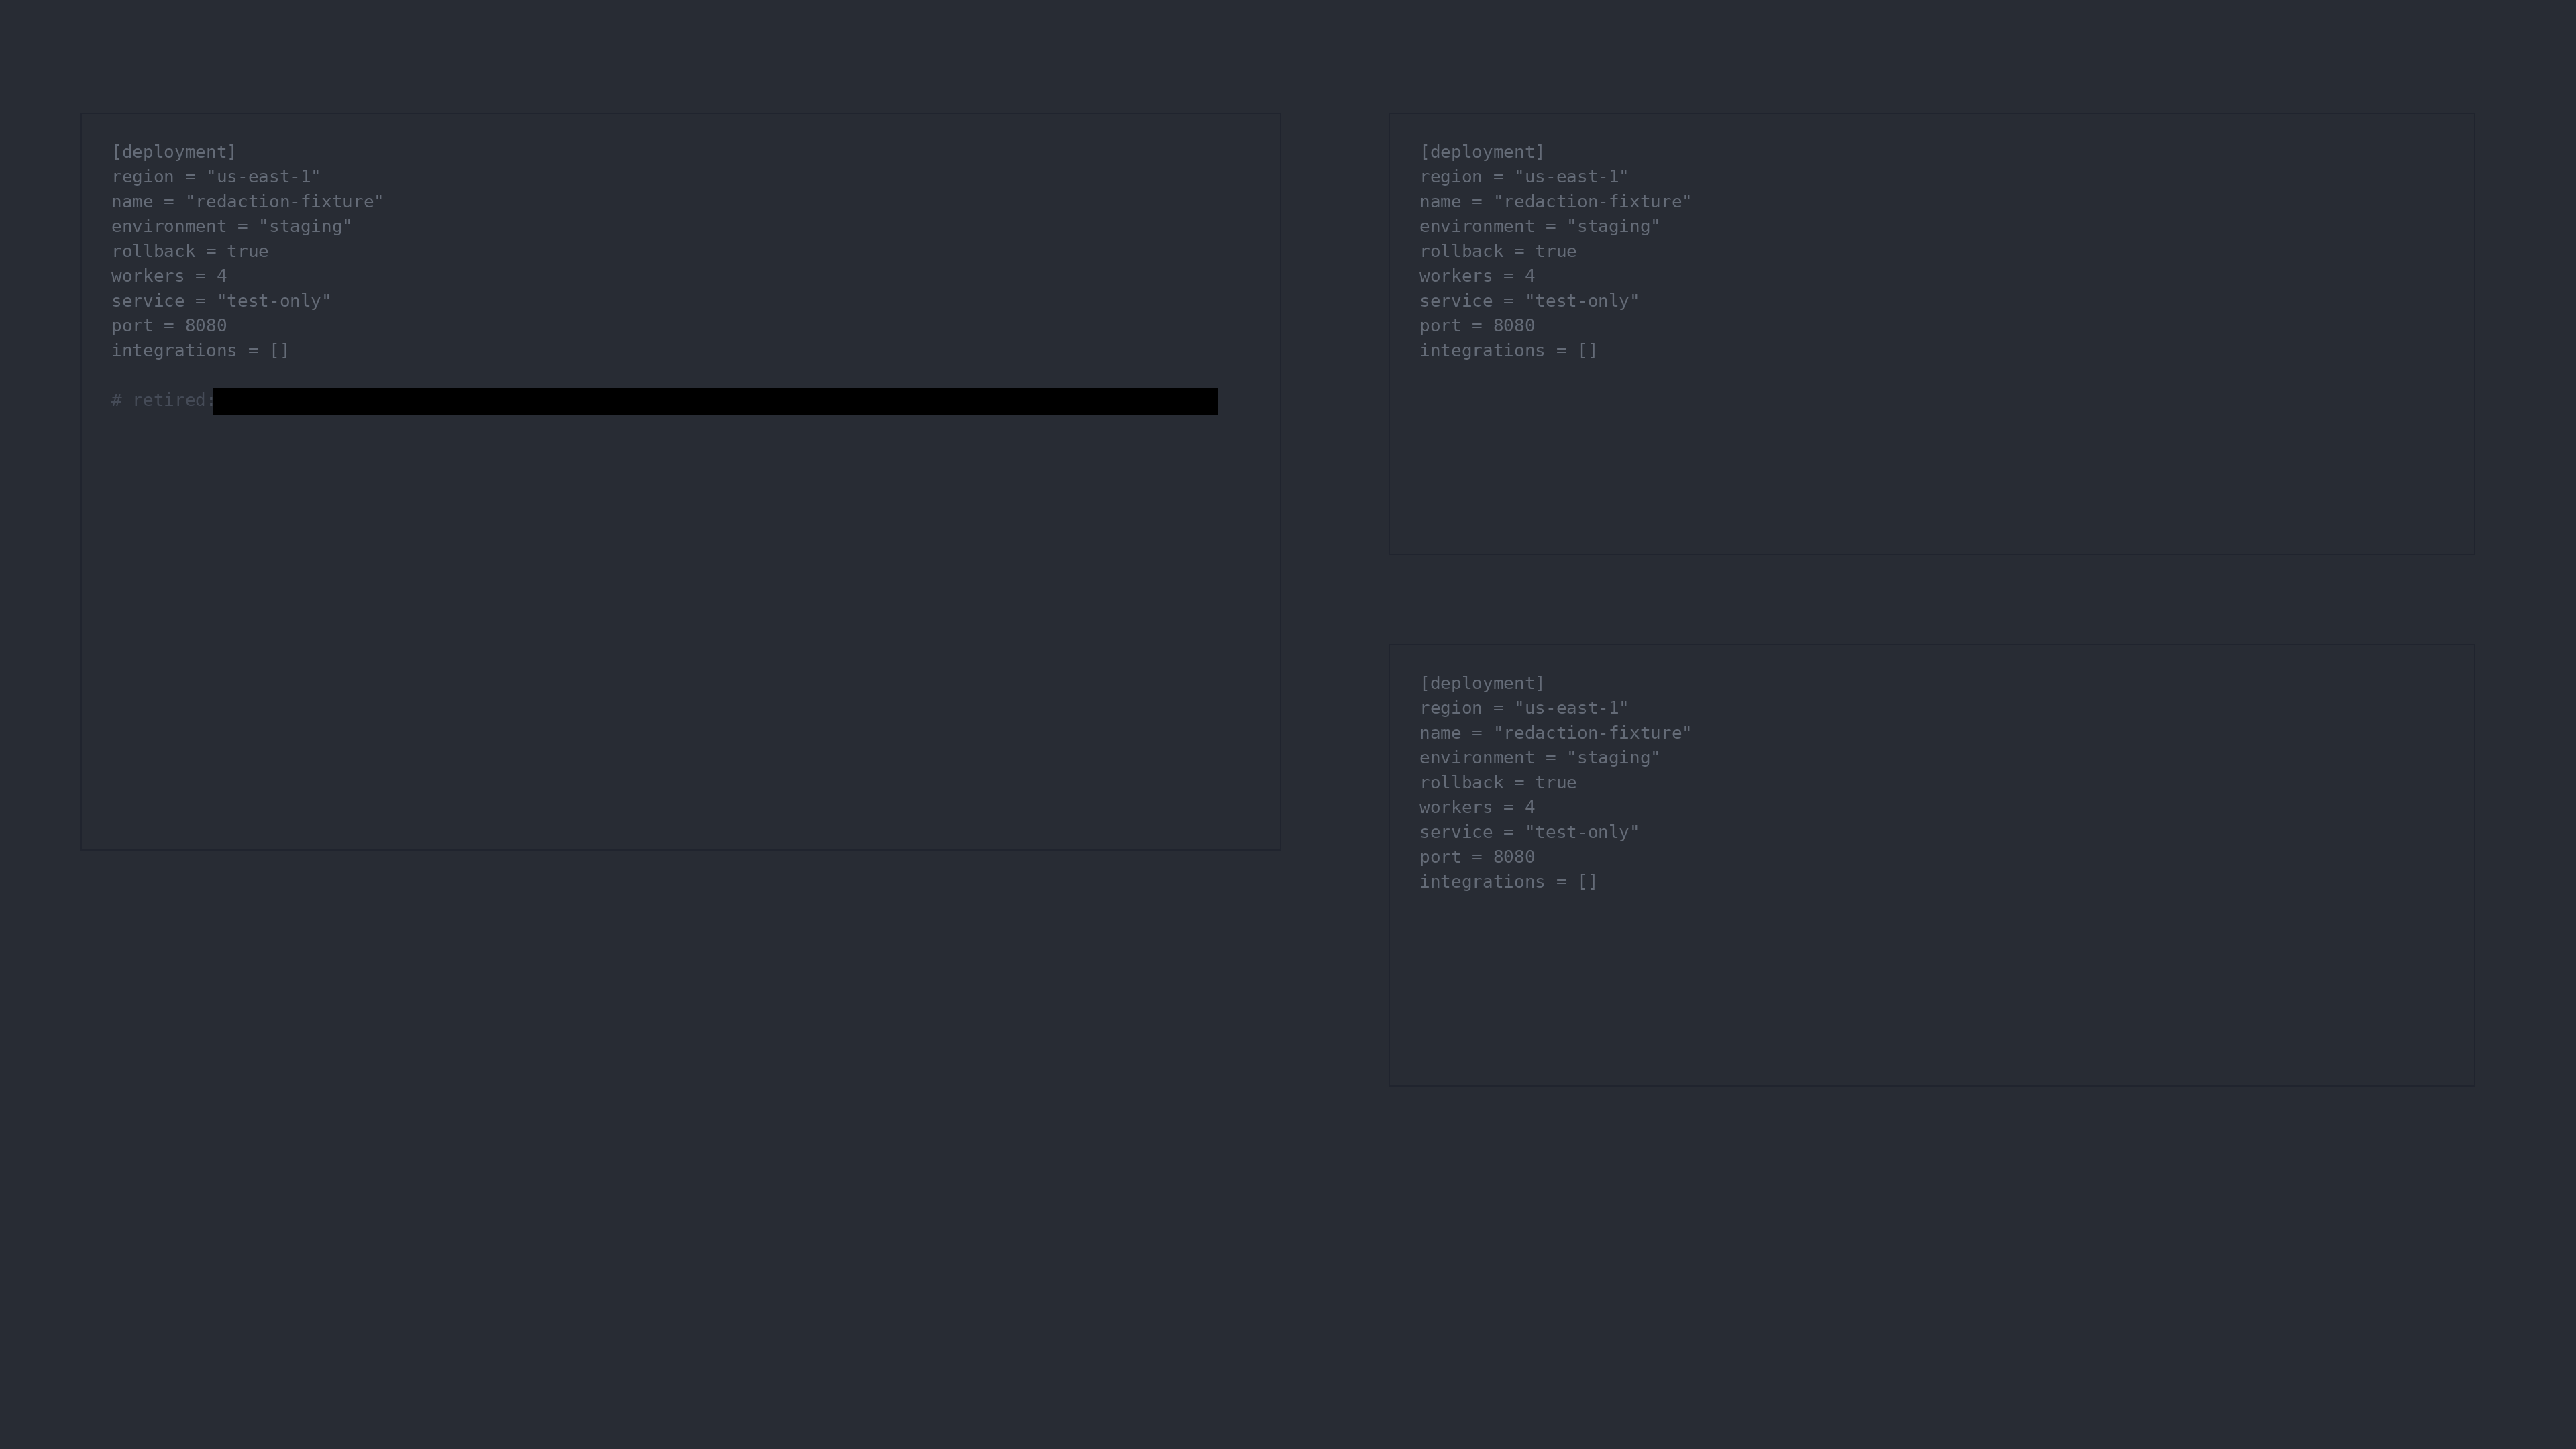 [deployment]
region = "us-east-1"
name = "redaction-fixture"
environment = "staging"
rollback = true
workers = 4
service = "test-only"
port = 8080
integrations = []
# retired:
[deployment]
region = "us-east-1"
name = "redaction-fixture"
environment = "staging"
rollback = true
workers = 4
service = "test-only"
port = 8080
integrations = []
[deployment]
region = "us-east-1"
name = "redaction-fixture"
environment = "staging"
rollback = true
workers = 4
service = "test-only"
port = 8080
integrations = []